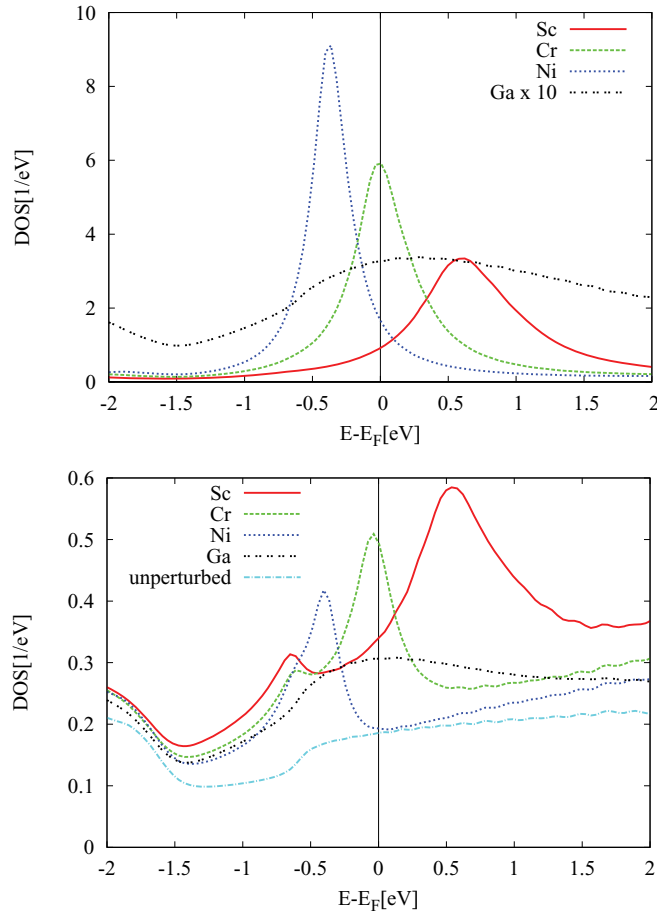 10
8
6
4
2
0
DOS[1/eV]
Sc
Cr
Ni
Ga x 10
-2 -1.5 -1 -0.5 0 0.5 1 1.5 2
E-E_F[eV]
0.6
0.5
0.4
0.3
0.2
0.1
0
DOS[1/eV]
Sc
Cr
Ni
Ga
unperturbed
-2 -1.5 -1 -0.5 0 0.5 1 1.5 2
E-E_F[eV]